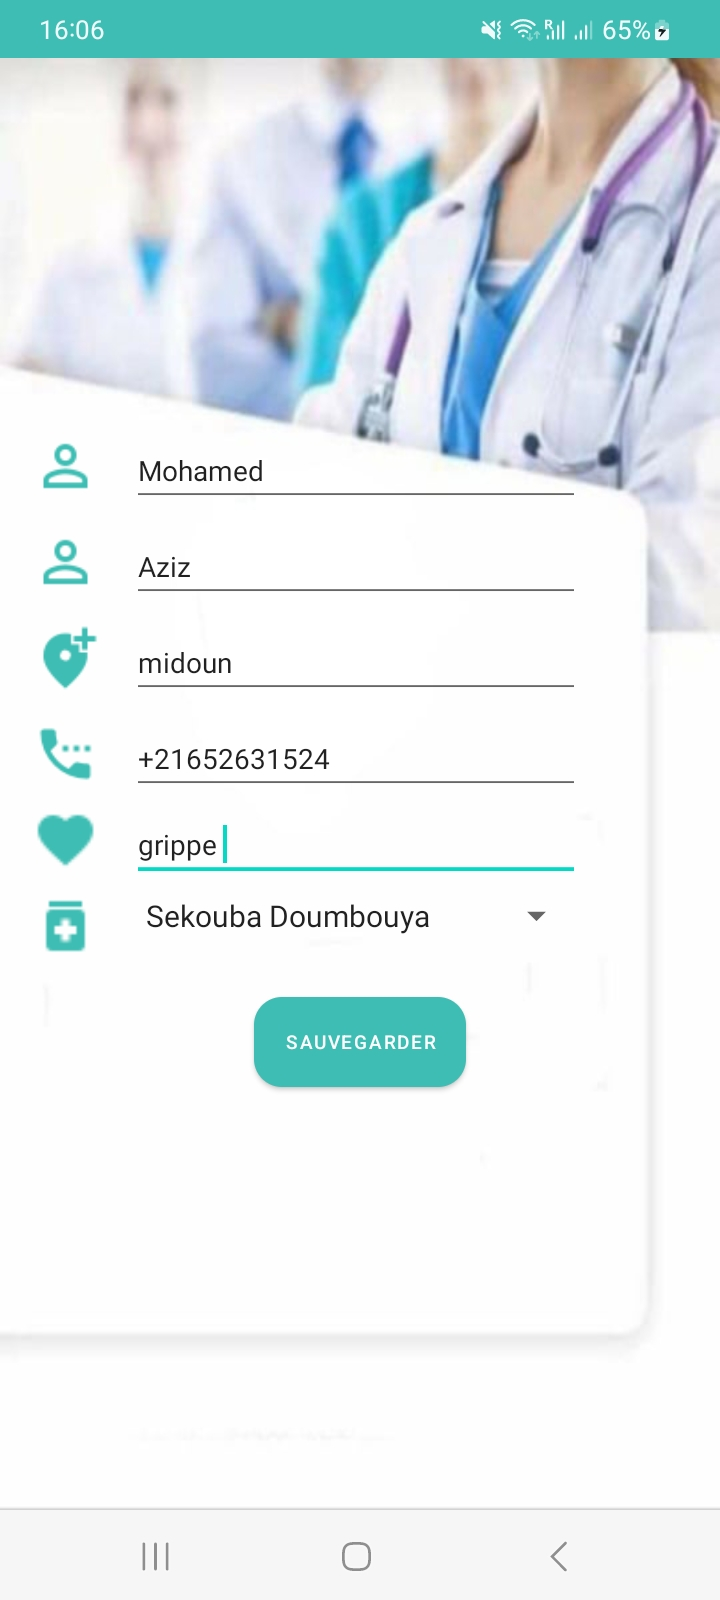 16:06 R 65%
Mohamed
Aziz
midoun
+21652631524
grippe
Sekouba Doumbouya
SAUVEGARDER